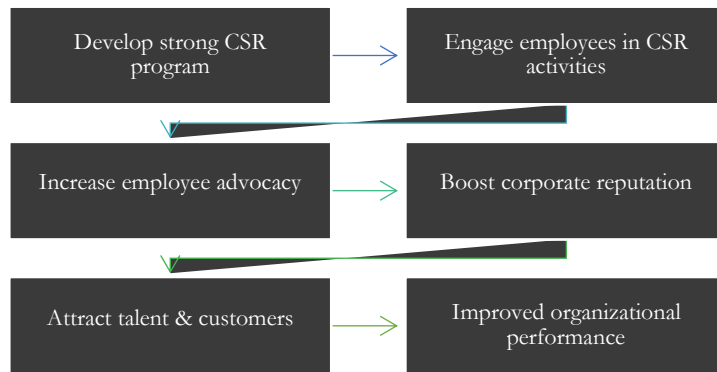 Develop strong CSR
program
Engage employees in CSR
activities
Increase employee advocacy
Boost corporate reputation
Attract talent & customers
Improved organizational
performance